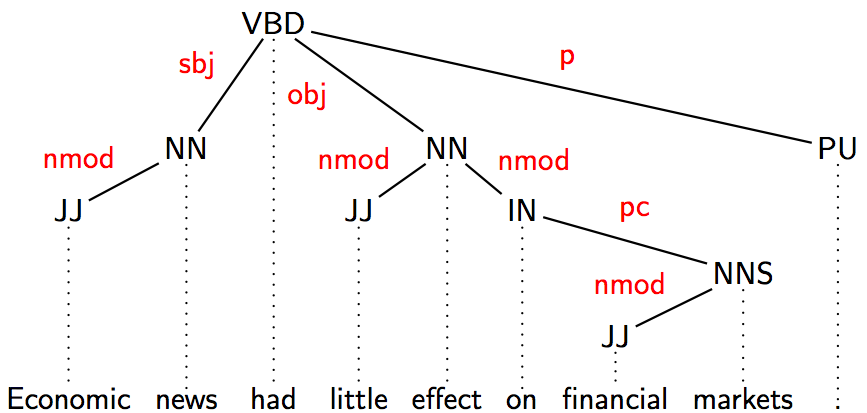 VBD
sbj obj p
nmod NN nmod NN nmod PU
JJ JJ IN pc
nmod NNS
JJ
Economic news had little effect on financial markets .